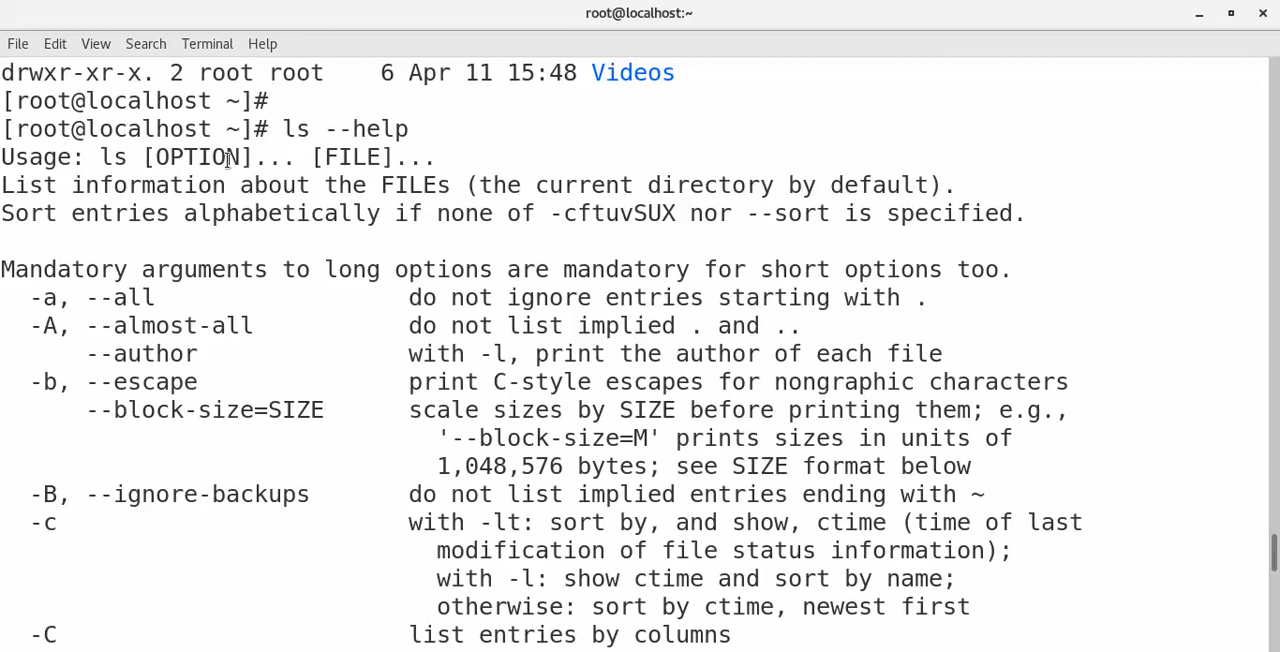 root@localhost:~
File Edit View Search Terminal Help
drwxr-xr-x. 2 root root    6 Apr 11 15:48 Videos
[root@localhost ~]#
[root@localhost ~]# ls --help
Usage: ls [OPTION]... [FILE]...
List information about the FILEs (the current directory by default).
Sort entries alphabetically if none of -cftuvSUX nor --sort is specified.

Mandatory arguments to long options are mandatory for short options too.
  -a, --all                  do not ignore entries starting with .
  -A, --almost-all           do not list implied . and ..
      --author               with -l, print the author of each file
  -b, --escape               print C-style escapes for nongraphic characters
      --block-size=SIZE      scale sizes by SIZE before printing them; e.g.,
                               '--block-size=M' prints sizes in units of
                               1,048,576 bytes; see SIZE format below
  -B, --ignore-backups       do not list implied entries ending with ~
  -c                         with -lt: sort by, and show, ctime (time of last
                               modification of file status information);
                               with -l: show ctime and sort by name;
                               otherwise: sort by ctime, newest first
  -C                         list entries by columns